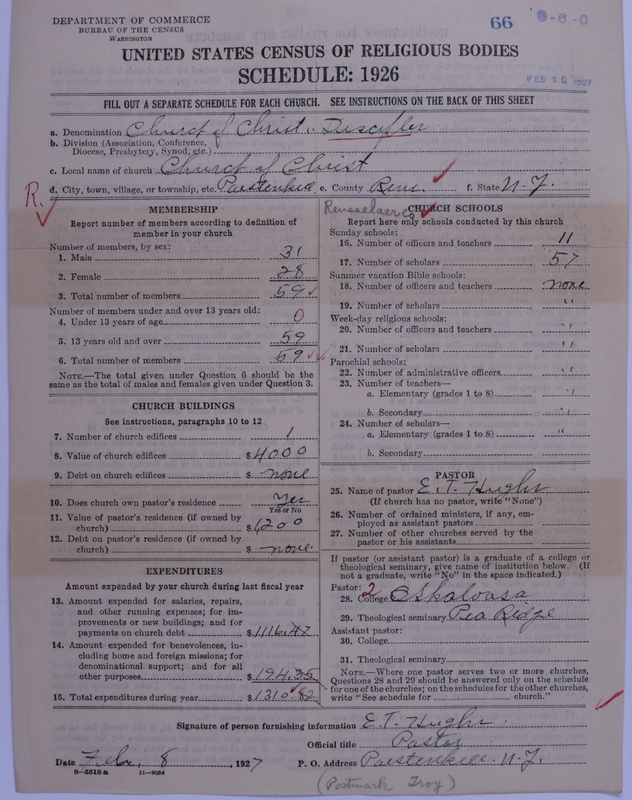 DEPARTMENT OF COMMERCE
BUREAU OF THE CENSUS
WASHINGTON
66
6-0
FEB 10 1927
UNITED STATES CENSUS OF RELIGIOUS BODIES
SCHEDULE: 1926
FILL OUT A SEPARATE SCHEDULE FOR EACH CHURCH. SEE INSTRUCTIONS ON THE BACK OF THIS SHEET
a. Denomination Church of Christ. Disciples
b. Division (Association, Conference, Diocese, Presbytery, Synod, etc.)
c. Local name of church Church of Christ
d. City, town, village, or township, etc. Poestenkill e. County Renc. f. State N-Y.
R.
Rensselaer Co
MEMBERSHIP
Report number of members according to definition of member in your church
Number of members, by sex:
1. Male 31
2. Female 28
3. Total number of members 59
Number of members under and over 13 years old:
4. Under 13 years of age 0
5. 13 years old and over 59
6. Total number of members 59
NOTE.—The total given under Question 6 should be the same as the total of males and females given under Question 3.
CHURCH BUILDINGS
See instructions, paragraphs 10 to 12
7. Number of church edifices 1
8. Value of church edifices $4000
9. Debt on church edifices $ none
10. Does church own pastor's residence Yes
Yes or No
11. Value of pastor's residence (if owned by church) $1200
12. Debt on pastor's residence (if owned by church) $ none.
EXPENDITURES
Amount expended by your church during last fiscal year
13. Amount expended for salaries, repairs, and other running expenses; for improvements or new buildings; and for payments on church debt $1116.47
14. Amount expended for benevolences, including home and foreign missions; for denominational support; and for all other purposes $194.35
15. Total expenditures during year $1310.82
CHURCH SCHOOLS
Report here only schools conducted by this church
Sunday schools:
16. Number of officers and teachers 11
17. Number of scholars 57
Summer vacation Bible schools:
18. Number of officers and teachers none
19. Number of scholars "
Week-day religious schools:
20. Number of officers and teachers "
21. Number of scholars "
Parochial schools:
22. Number of administrative officers "
23. Number of teachers—
a. Elementary (grades 1 to 8) "
b. Secondary "
24. Number of scholars—
a. Elementary (grades 1 to 8) "
b. Secondary
PASTOR
25. Name of pastor E. T. Hughes
(If church has no pastor, write "None")
26. Number of ordained ministers, if any, employed as assistant pastors
27. Number of other churches served by the pastor or his assistants
If pastor (or assistant pastor) is a graduate of a college or theological seminary, give name of institution below. (If not a graduate, write "No" in the space indicated.)
Pastor: 2
28. College Oskaloosa
29. Theological seminary Pea Ridge
Assistant pastor:
30. College
31. Theological seminary
NOTE.—Where one pastor serves two or more churches, Questions 28 and 29 should be answered only on the schedule for one of the churches; on the schedules for the other churches, write "See schedule for church."
Signature of person furnishing information E. T. Hughes
Official title Pastor
Date Feb. 8, 1927 P. O. Address Poestenkill N-Y.
8—5518a 11—9054
(Postmark Troy)